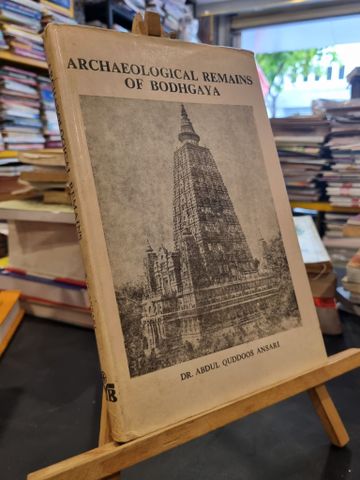 ARCHAEOLOGICAL REMAINS
OF BODHGAYA
DR. ABDUL QUDDOOS ANSARI